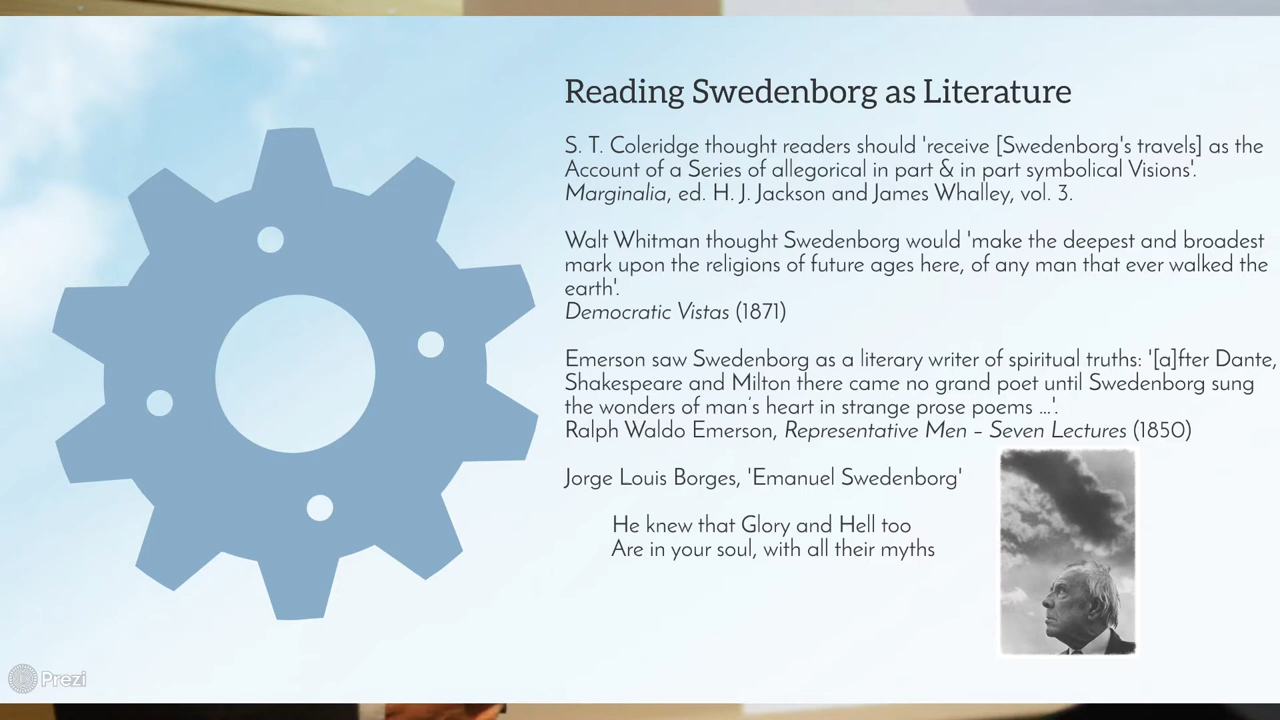 Reading Swedenborg as Literature
S. T. Coleridge thought readers should 'receive [Swedenborg's travels] as the
Account of a Series of allegorical in part & in part symbolical Visions'.
Marginalia, ed. H. J. Jackson and James Whalley, vol. 3.
Walt Whitman thought Swedenborg would 'make the deepest and broadest
mark upon the religions of future ages here, of any man that ever walked the
earth'.
Democratic Vistas (1871)
Emerson saw Swedenborg as a literary writer of spiritual truths: '[a]fter Dante,
Shakespeare and Milton there came no grand poet until Swedenborg sung
the wonders of man's heart in strange prose poems ...'.
Ralph Waldo Emerson, Representative Men – Seven Lectures (1850)
Jorge Louis Borges, 'Emanuel Swedenborg'
He knew that Glory and Hell too
Are in your soul, with all their myths
Prezi